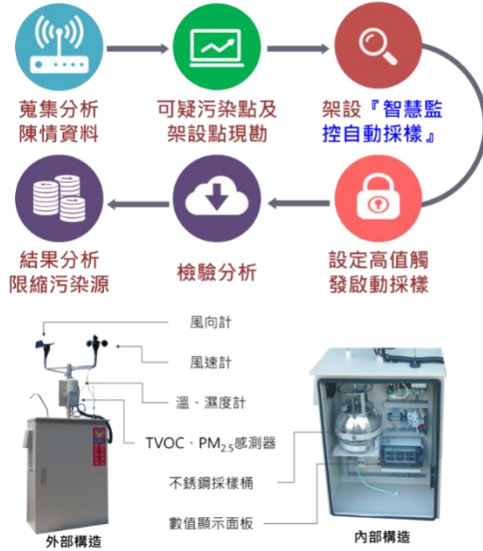 蒐集分析
陳情資料
可疑污染點及
架設點現勘
架設『智慧監
控自動採樣』
結果分析
限縮污染源
檢驗分析
設定高值觸
發啟動採樣
風向計
風速計
溫、濕度計
TVOC、PM2.5感測器
不銹鋼採樣桶
數值顯示面板
外部構造
內部構造